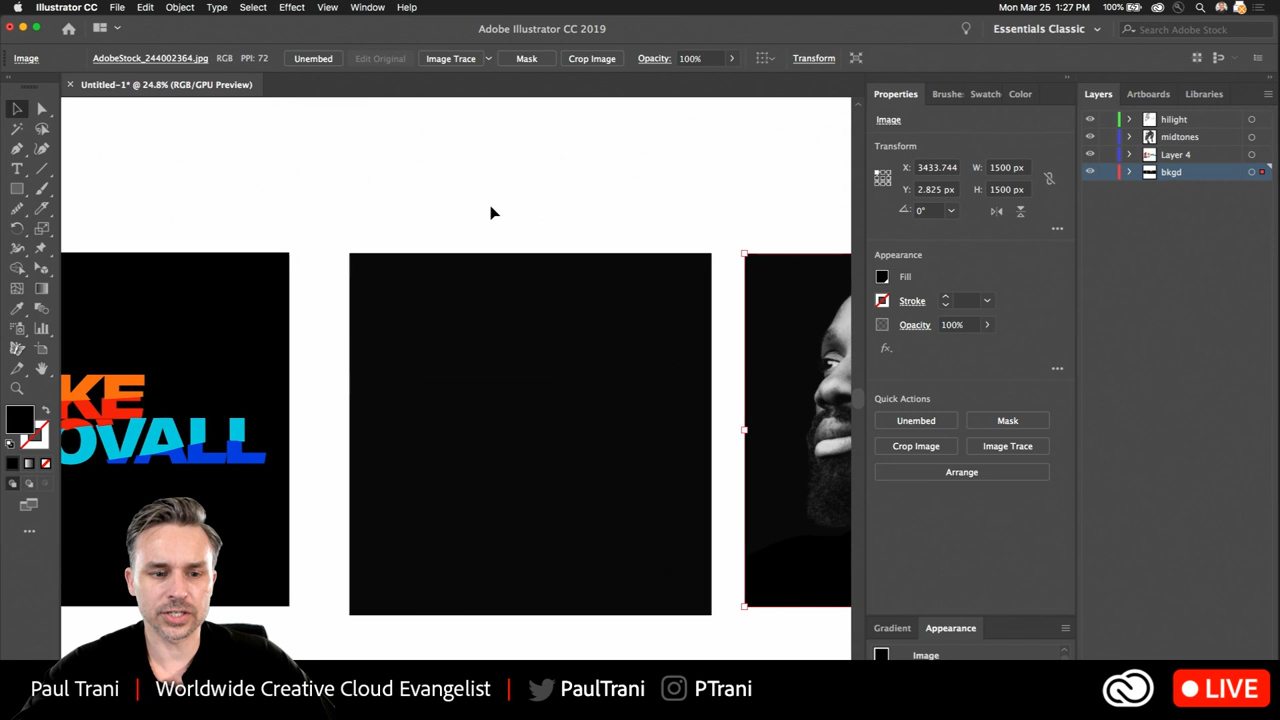 Illustrator CC File Edit Object Type Select Effect View Window Help 100% Mon Mar 25 1:27 PM
Adobe Illustrator CC 2019 Essentials Classic Search Adobe Stock
Image AdobeStock_244002364.jpg RGB PPI: 72 Unembed Edit Original Image Trace Mask Crop Image Opacity: 100% Transform
× Untitled-1* @ 24.8% (RGB/GPU Preview)
Properties Brushe: Swatch Color
Layers Artboards Libraries
Image
hilight
midtones
Layer 4
bkgd
Transform
X: 3433.744 W: 1500 px
Y: 2.825 px H: 1500 px
0°
Appearance
Fill
Stroke
Opacity 100%
fx.
Quick Actions
Unembed Mask
Crop Image Image Trace
Arrange
KE
OVALL
Gradient Appearance
Image
Paul Trani | Worldwide Creative Cloud Evangelist | PaulTrani PTrani
LIVE